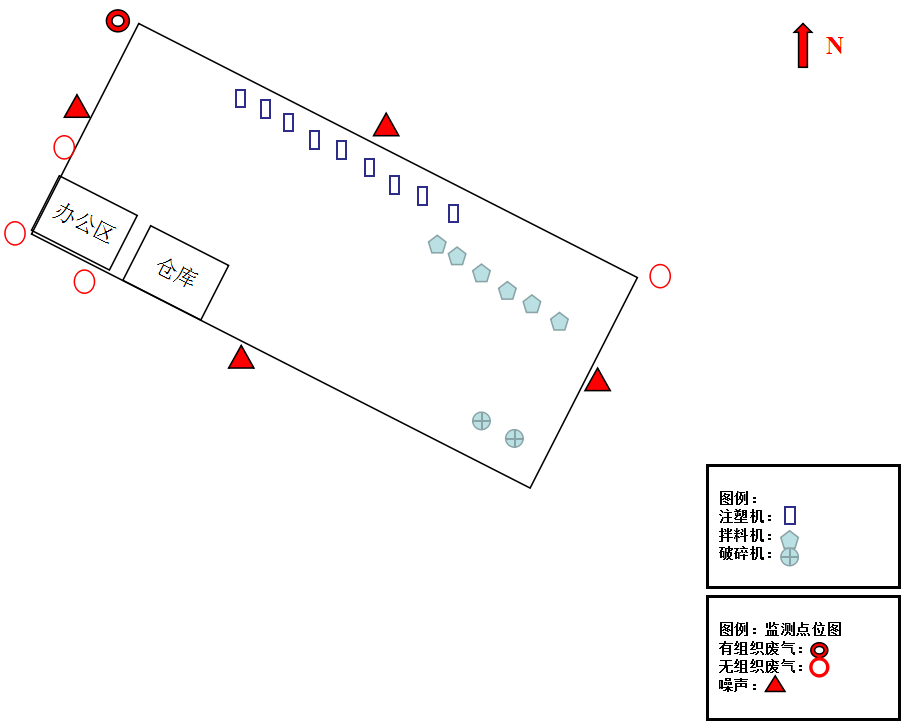 N
办公区
仓库
图例：
注塑机：
拌料机：
破碎机：
图例：监测点位图
有组织废气：
无组织废气：
噪声：